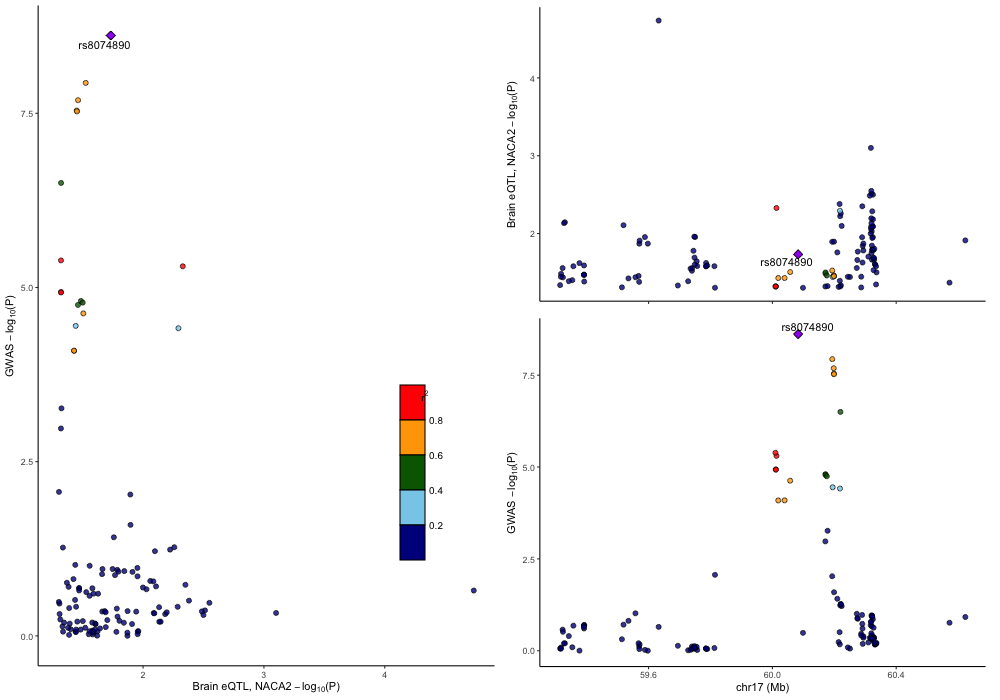 rs8074890
7.5
5.0
2.5
0.0
GWAS −log10(P)
2
3
4
Brain eQTL, NACA2 −log10(P)
r2
0.8
0.6
0.4
0.2
4
3
2
Brain eQTL, NACA2 −log10(P)
rs8074890
rs8074890
7.5
5.0
2.5
0.0
GWAS −log10(P)
59.6
60.0
60.4
chr17 (Mb)